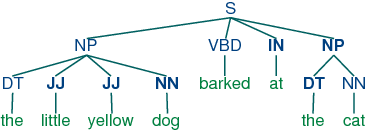 S
NP VBD IN NP
DT JJ JJ NN barked at DT NN
the little yellow dog the cat